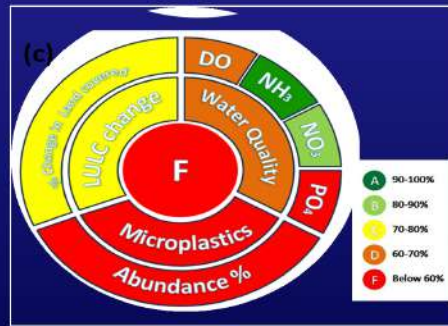 (c)
DO
NH₃
NO₃
PO₄
Water Quality
% change in Land covered
LULC change
F
Microplastics
Abundance %
A 90-100%
B 80-90%
70-80%
D 60-70%
F Below 60%